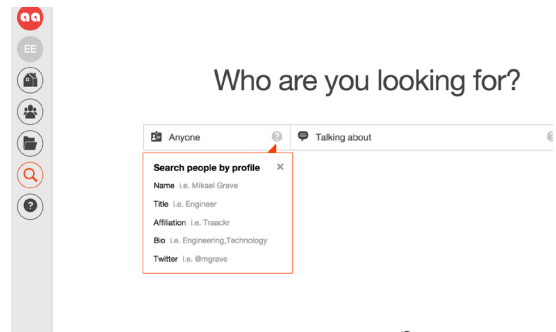 aa
EE
Who are you looking for?
Anyone ?
Talking about ?
Search people by profile ×
Name i.e. Mikael Grave
Title i.e. Engineer
Affiliation i.e. Traackr
Bio i.e. Engineering,Technology
Twitter i.e. @mgrave
?